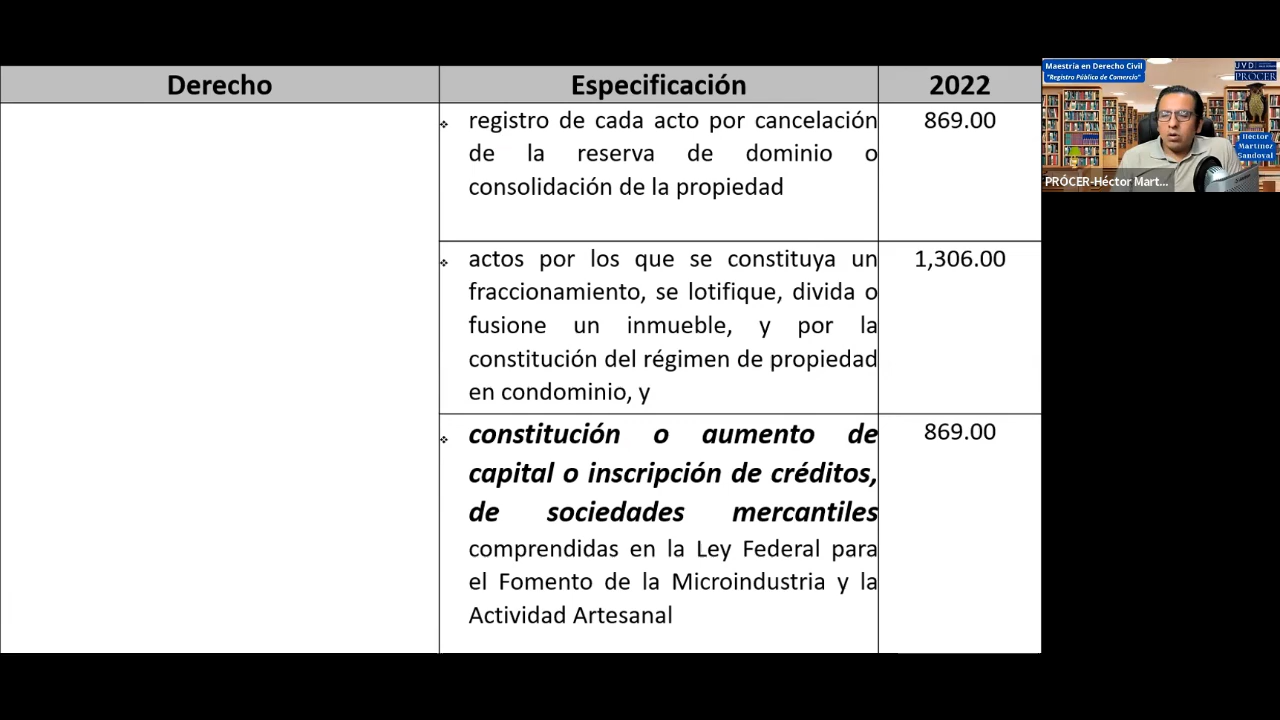 Derecho
Especificación
2022
registro de cada acto por cancelación
de la reserva de dominio o
consolidación de la propiedad
869.00
actos por los que se constituya un
fraccionamiento, se lotifique, divida o
fusione un inmueble, y por la
constitución del régimen de propiedad
en condominio, y
1,306.00
constitución o aumento de
capital o inscripción de créditos,
de sociedades mercantiles
comprendidas en la Ley Federal para
el Fomento de la Microindustria y la
Actividad Artesanal
869.00
Maestría en Derecho Civil
"Registro Público de Comercio"
UVD
PRÓCER
Héctor
Martínez
Sandoval
PRÓCER-Héctor Mart...